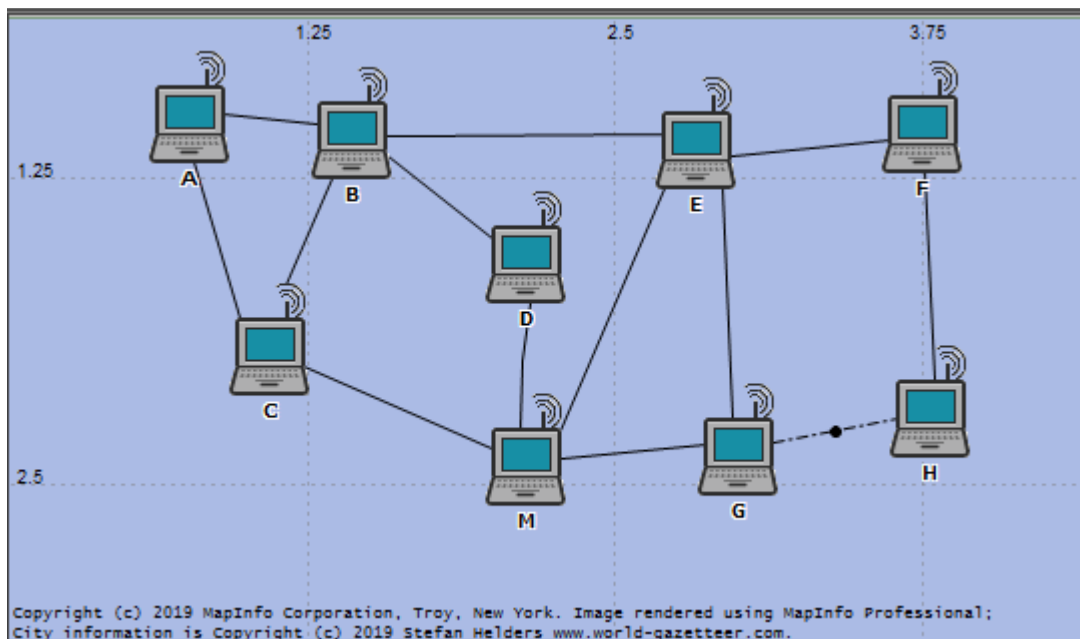 1.25 2.5 3.75
A B E F
1.25
D
C M G H
2.5
Copyright (c) 2019 MapInfo Corporation, Troy, New York. Image rendered using MapInfo Professional;
City information is Copyright (c) 2019 Stefan Helders www.world-gazetteer.com.